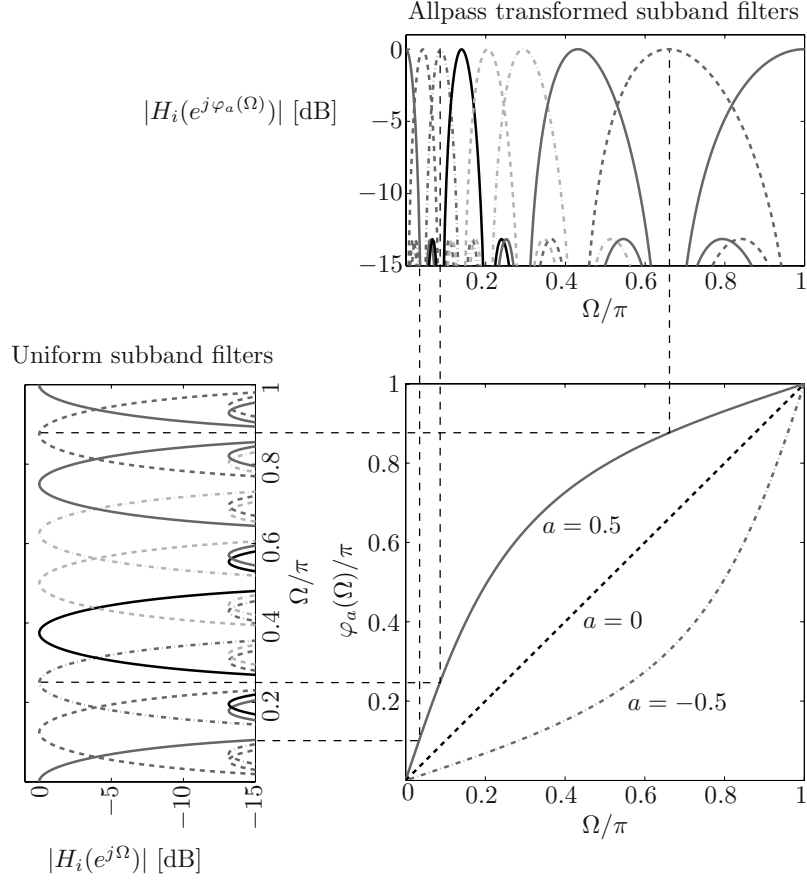 Allpass transformed subband filters
|H_i(e^{jφ_a(Ω)})| [dB]
0
−5
−10
−15
0.2 0.4 0.6 0.8 1
Ω/π
Uniform subband filters
1
0.8
0.6
0.4
0.2
Ω/π
0 −5 −10 −15
|H_i(e^{jΩ})| [dB]
φ_a(Ω)/π
1
0.8
0.6
0.4
0.2
a = 0.5
a = 0
a = −0.5
0 0.2 0.4 0.6 0.8 1
Ω/π